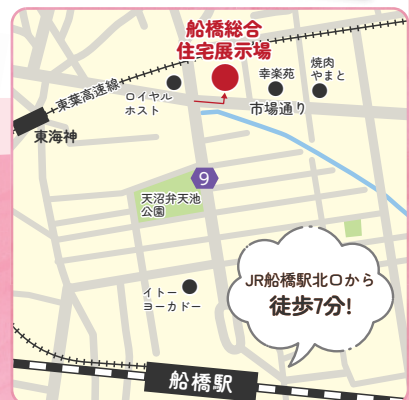 船橋総合
住宅展示場
幸楽苑
焼肉
やまと
ロイヤル
ホスト
市場通り
東葉高速線
東海神
9
天沼弁天池
公園
イトー
ヨーカドー
JR船橋駅北口から
徒歩7分!
船橋駅